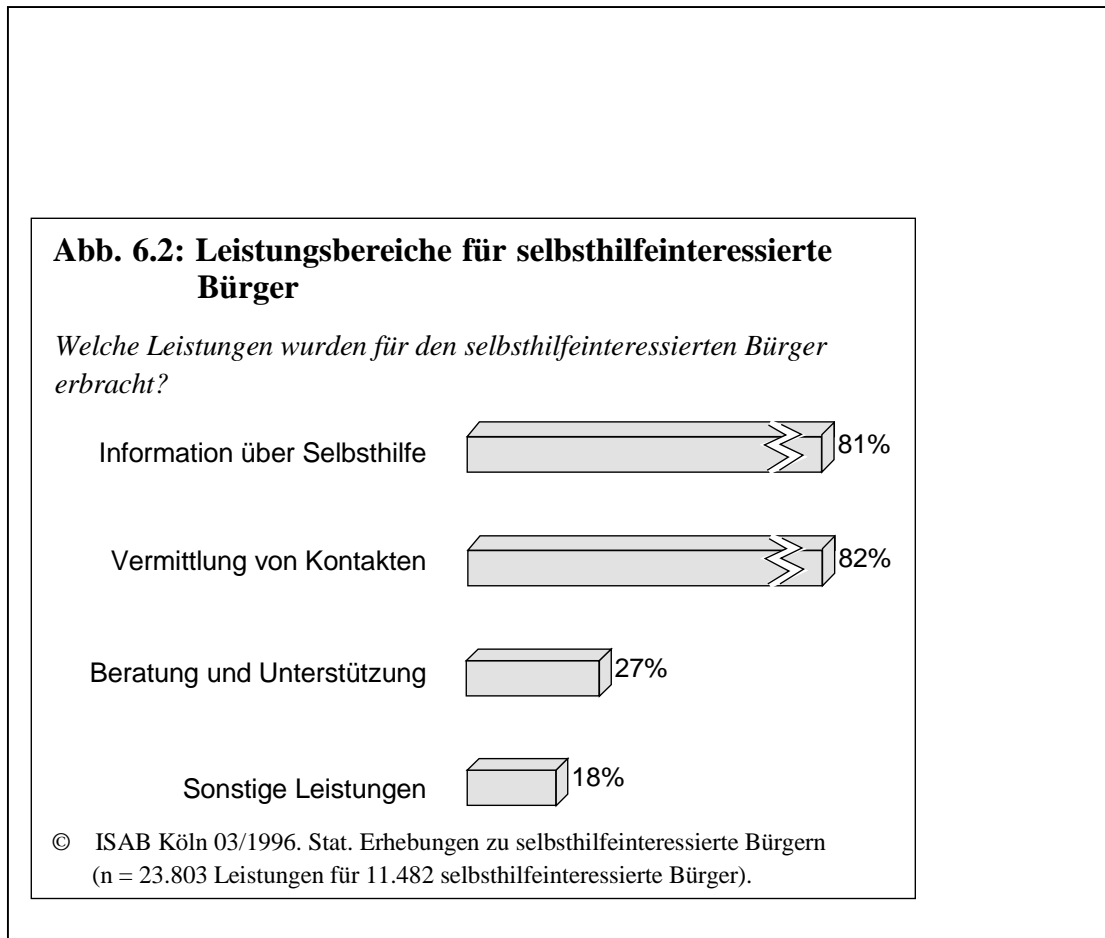 Abb. 6.2: Leistungsbereiche für selbsthilfeinteressierte
Bürger
Welche Leistungen wurden für den selbsthilfeinteressierten Bürger
erbracht?
Information über Selbsthilfe 81%
Vermittlung von Kontakten 82%
Beratung und Unterstützung 27%
Sonstige Leistungen 18%
© ISAB Köln 03/1996. Stat. Erhebungen zu selbsthilfeinteressierte Bürgern
(n = 23.803 Leistungen für 11.482 selbsthilfeinteressierte Bürger).